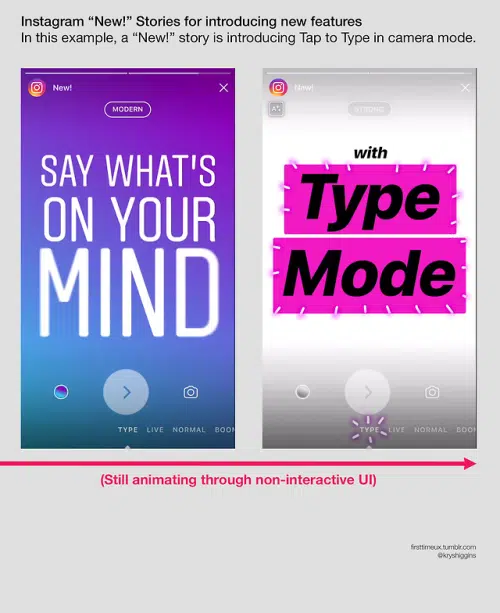 Instagram “New!” Stories for introducing new features
In this example, a “New!” story is introducing Tap to Type in camera mode.
New!
MODERN
SAY WHAT'S
ON YOUR
MIND
TYPE LIVE NORMAL BOOM
New!
A+
STRONG
with
Type
Mode
TYPE LIVE NORMAL BOOM
(Still animating through non-interactive UI)
firsttimeux.tumblr.com
@kryshiggins